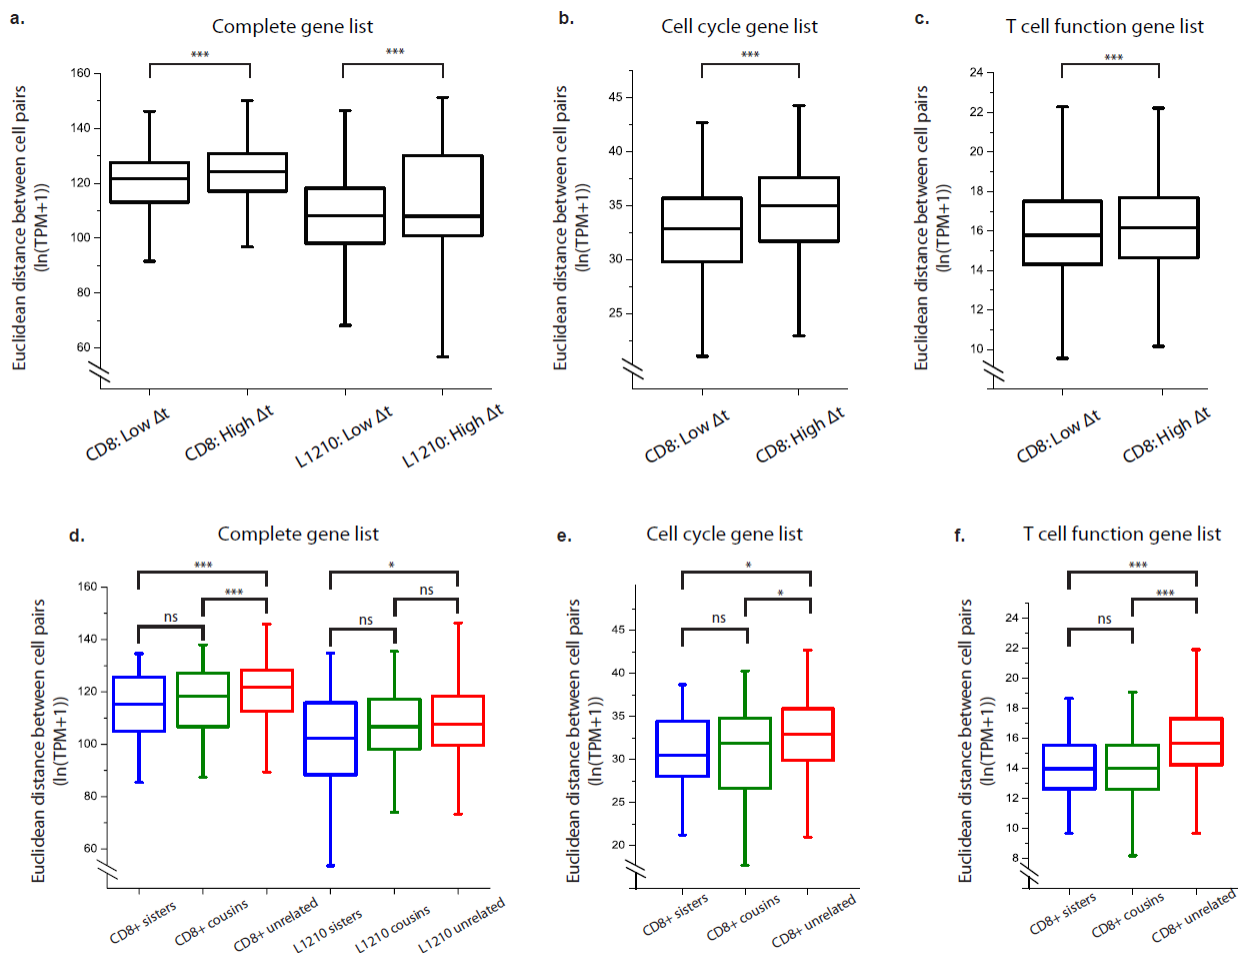 a.
Complete gene list
Euclidean distance between cell pairs
(ln(TPM+1))
160
140
120
100
80
60
***
***
CD8: Low Δt
CD8: High Δt
L1210: Low Δt
L1210: High Δt
b.
Cell cycle gene list
Euclidean distance between cell pairs
(ln(TPM+1))
45
40
35
30
25
***
CD8: Low Δt
CD8: High Δt
c.
T cell function gene list
Euclidean distance between cell pairs
(ln(TPM+1))
24
22
20
18
16
14
12
10
***
CD8: Low Δt
CD8: High Δt
d.
Complete gene list
Euclidean distance between cell pairs
(ln(TPM+1))
160
140
120
100
80
60
***
***
ns
*
ns
ns
CD8+ sisters
CD8+ cousins
CD8+ unrelated
L1210 sisters
L1210 cousins
L1210 unrelated
e.
Cell cycle gene list
Euclidean distance between cell pairs
(ln(TPM+1))
45
40
35
30
25
20
*
*
ns
CD8+ sisters
CD8+ cousins
CD8+ unrelated
f.
T cell function gene list
Euclidean distance between cell pairs
(ln(TPM+1))
24
22
20
18
16
14
12
10
8
***
***
ns
CD8+ sisters
CD8+ cousins
CD8+ unrelated